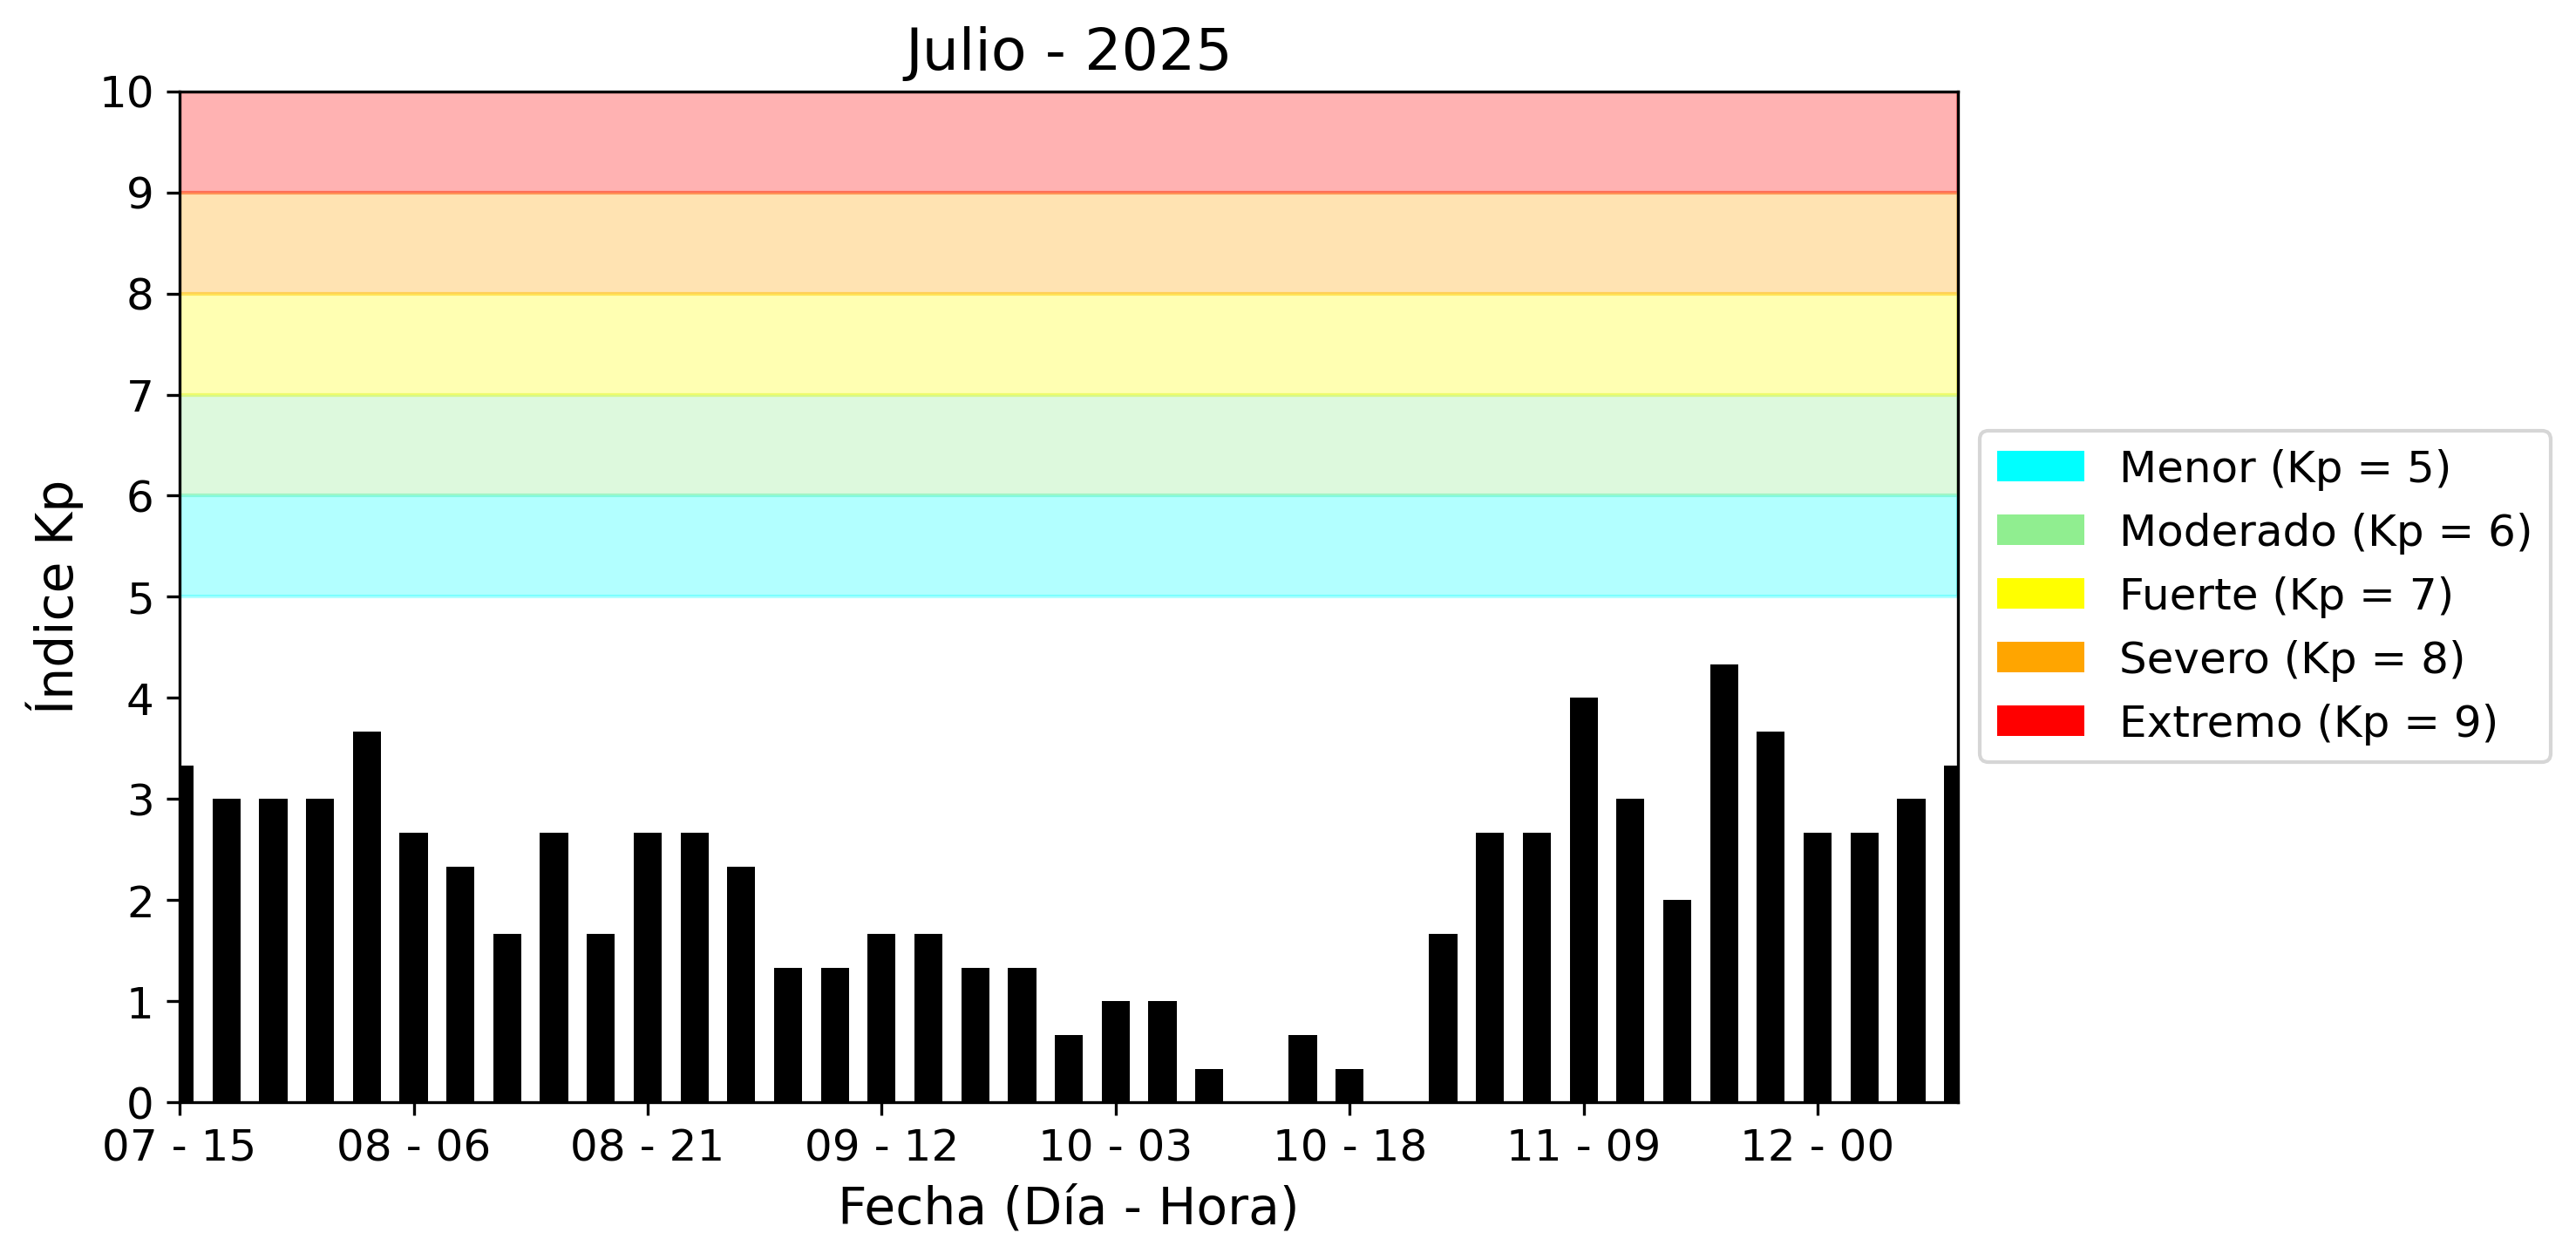 Julio - 2025
10
9
8
7
6
5
4
3
2
1
0
Índice Kp
07 - 15 08 - 06 08 - 21 09 - 12 10 - 03 10 - 18 11 - 09 12 - 00
Fecha (Día - Hora)
Menor (Kp = 5)
Moderado (Kp = 6)
Fuerte (Kp = 7)
Severo (Kp = 8)
Extremo (Kp = 9)